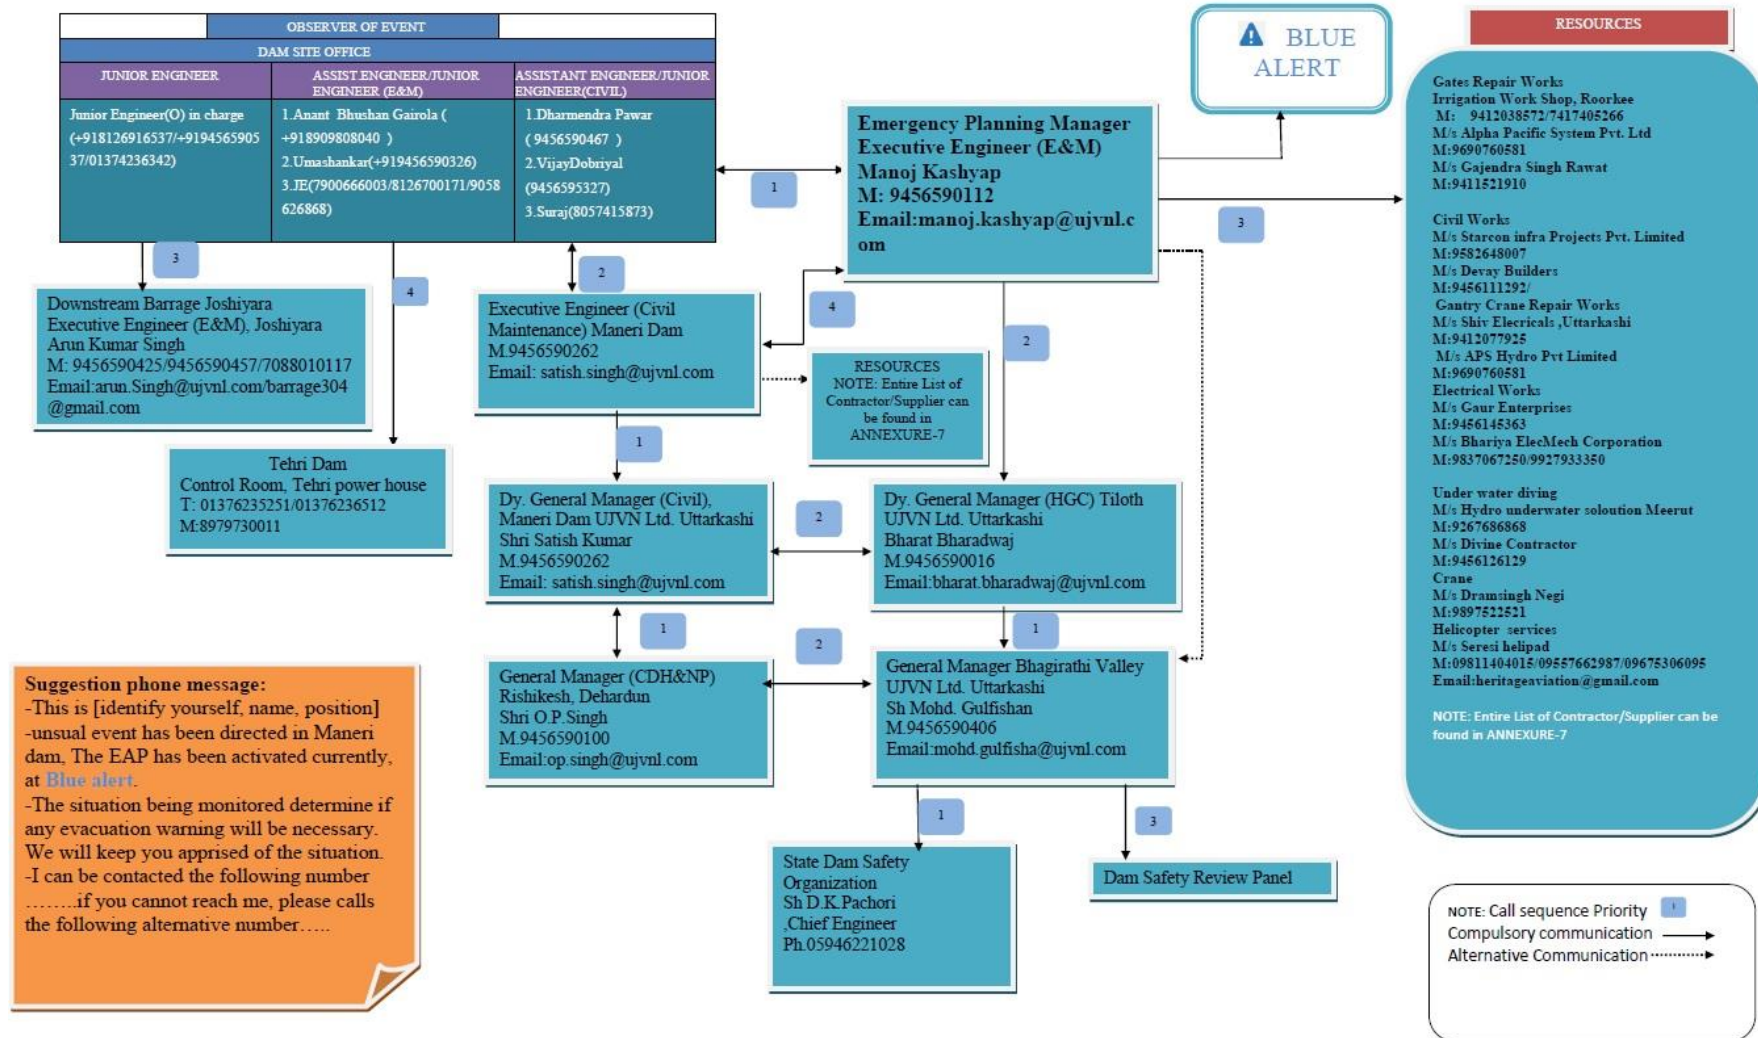 OBSERVER OF EVENT
DAM SITE OFFICE
JUNIOR ENGINEER
Junior Engineer(O) in charge
(+918126916537/+9194565905
37/01374236342)
ASSIST.ENGINEER/JUNIOR
ENGINEER (E&M)
1.Anant Bhushan Gairola (
+918909808040 )
2.Umashankar(+919456590326)
3.JE(7900666003/8126700171/9058
626868)
ASSISTANT ENGINEER/JUNIOR
ENGINEER(CIVIL)
1.Dharmendra Pawar
( 9456590467 )
2.VijayDobriyal
(9456595327)
3.Suraj(8057415873)
1
Emergency Planning Manager
Executive Engineer (E&M)
Manoj Kashyap
M: 9456590112
Email:manoj.kashyap@ujvnl.c
om
BLUE
ALERT
3
3
4
2
4
2
Downstream Barrage Joshiyara
Executive Engineer (E&M), Joshiyara
Arun Kumar Singh
M: 9456590425/9456590457/7088010117
Email:arun.Singh@ujvnl.com/barrage304
@gmail.com
Executive Engineer (Civil
Maintenance) Maneri Dam
M.9456590262
Email: satish.singh@ujvnl.com
RESOURCES
NOTE: Entire List of
Contractor/Supplier can
be found in
ANNEXURE-7
1
Tehri Dam
Control Room, Tehri power house
T: 01376235251/01376236512
M:8979730011
Dy. General Manager (Civil),
Maneri Dam UJVN Ltd. Uttarkashi
Shri Satish Kumar
M.9456590262
Email: satish.singh@ujvnl.com
2
Dy. General Manager (HGC) Tiloth
UJVN Ltd. Uttarkashi
Bharat Bharadwaj
M.9456590016
Email:bharat.bharadwaj@ujvnl.com
1
1
General Manager (CDH&NP)
Rishikesh, Dehardun
Shri O.P.Singh
M.9456590100
Email:op.singh@ujvnl.com
2
General Manager Bhagirathi Valley
UJVN Ltd. Uttarkashi
Sh Mohd. Gulfishan
M.9456590406
Email:mohd.gulfisha@ujvnl.com
1
3
State Dam Safety
Organization
Sh D.K.Pachori
,Chief Engineer
Ph.05946221028
Dam Safety Review Panel
Suggestion phone message:
-This is [identify yourself, name, position]
-unsual event has been directed in Maneri
dam, The EAP has been activated currently,
at Blue alert.
-The situation being monitored determine if
any evacuation warning will be necessary.
We will keep you apprised of the situation.
-I can be contacted the following number
……..if you cannot reach me, please calls
the following alternative number…..
RESOURCES
Gates Repair Works
Irrigation Work Shop, Roorkee
M: 9412038572/7417405266
M/s Alpha Pacific System Pvt. Ltd
M:9690760581
M/s Gajendra Singh Rawat
M:9411521910
Civil Works
M/s Starcon infra Projects Pvt. Limited
M:9582648007
M/s Devay Builders
M:9456111292/
Gantry Crane Repair Works
M/s Shiv Elecricals ,Uttarkashi
M:9412077925
M/s APS Hydro Pvt Limited
M:9690760581
Electrical Works
M/s Gaur Enterprises
M:9456145363
M/s Bhariya ElecMech Corporation
M:9837067250/9927933350
Under water diving
M/s Hydro underwater soloution Meerut
M:9267686868
M/s Divine Contractor
M:9456126129
Crane
M/s Dramsingh Negi
M:9897522521
Helicopter services
M/s Seresi helipad
M:09811404015/09557662987/09675306095
Email:heritageaviation@gmail.com
NOTE: Entire List of Contractor/Supplier can be
found in ANNEXURE-7
NOTE: Call sequence Priority 1
Compulsory communication
Alternative Communication